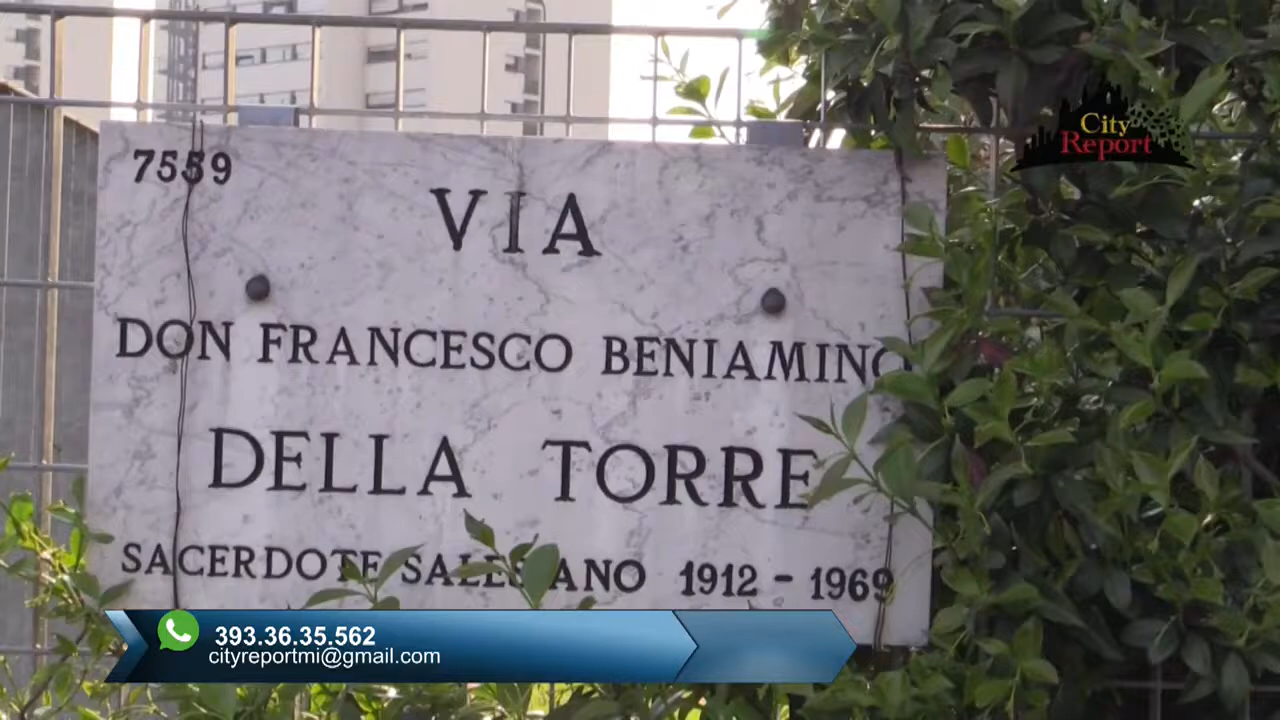 7559
VIA
DON FRANCESCO BENIAMINO
DELLA TORRE
SACERDOTE SALESIANO 1912 - 1969
City
Report
393.36.35.562
cityreportmi@gmail.com